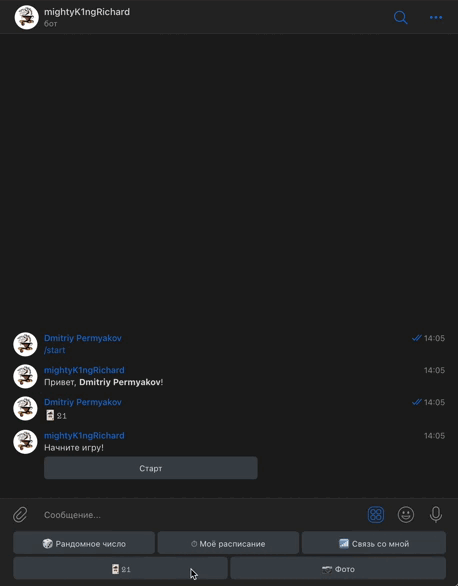 mightyK1ngRichard
бот
Dmitriy Permyakov
14:05
/start
mightyK1ngRichard
14:05
Привет, Dmitriy Permyakov!
Dmitriy Permyakov
14:05
🃏 21
mightyK1ngRichard
14:05
Начните игру!
Старт
Сообщение...
🎲 Рандомное число
⏱ Моё расписание
📶 Связь со мной
🃏 21
📷 Фото